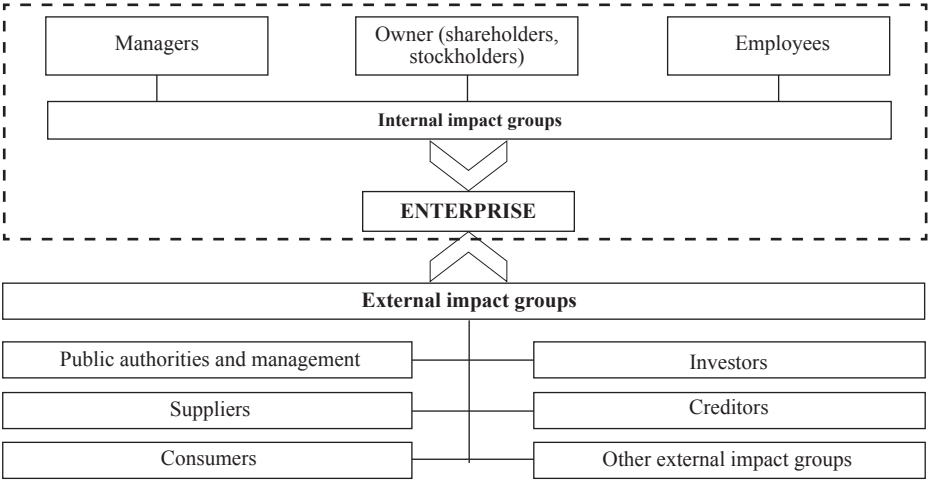 Managers
Owner (shareholders,
stockholders)
Employees
Internal impact groups
ENTERPRISE
External impact groups
Public authorities and management
Investors
Suppliers
Creditors
Consumers
Other external impact groups